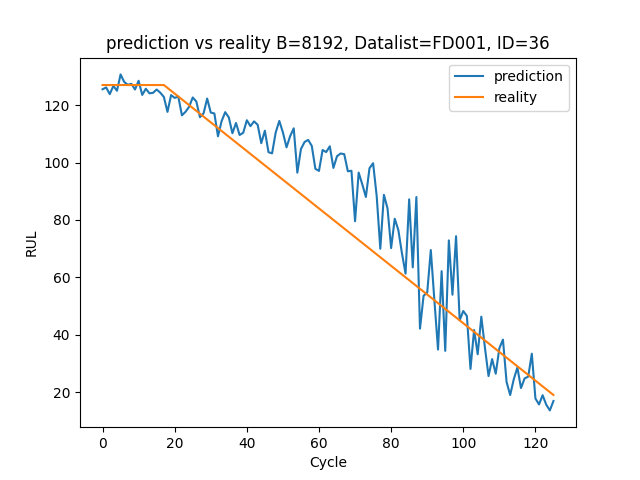 prediction vs reality B=8192, Datalist=FD001, ID=36
prediction
reality
RUL
120
100
80
60
40
20
0 20 40 60 80 100 120
Cycle